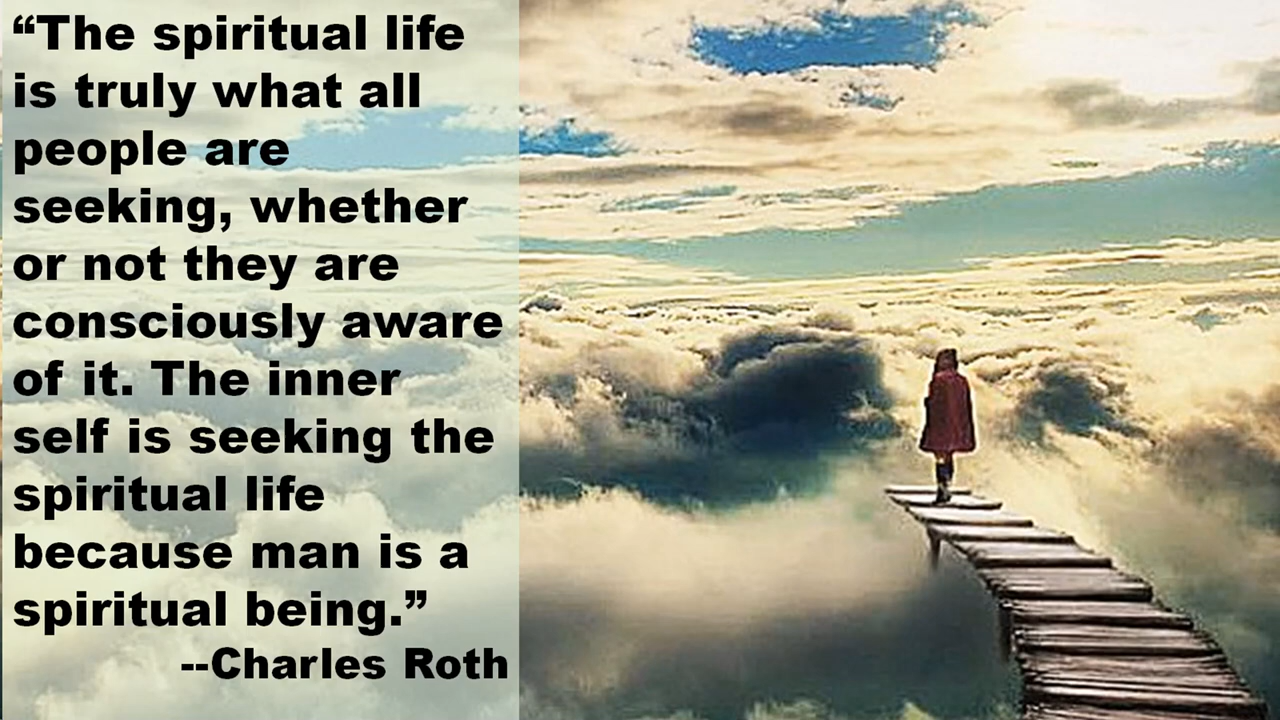 “The spiritual life
is truly what all
people are
seeking, whether
or not they are
consciously aware
of it. The inner
self is seeking the
spiritual life
because man is a
spiritual being.”
--Charles Roth